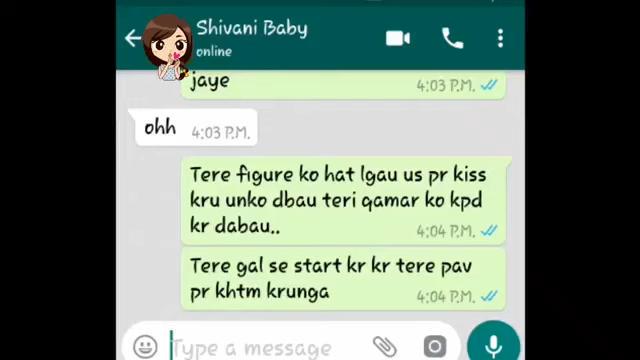 Shivani Baby
online
jaye
4:03 P.M.
ohh
4:03 P.M.
Tere figure ko hat lgau us pr kiss
kru unko dbau teri qamar ko kpd
kr dabau..
4:04 P.M.
Tere gal se start kr kr tere pav
pr khtm krunga
4:04 P.M.
Type a message